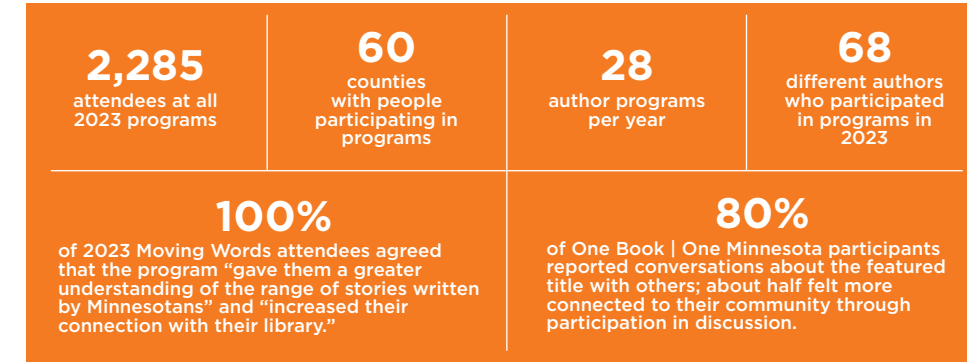 2,285
attendees at all
2023 programs
60
counties
with people
participating in
programs
28
author programs
per year
68
different authors
who participated
in programs in
2023
100%
of 2023 Moving Words attendees agreed
that the program “gave them a greater
understanding of the range of stories written
by Minnesotans” and “increased their
connection with their library.”
80%
of One Book | One Minnesota participants
reported conversations about the featured
title with others; about half felt more
connected to their community through
participation in discussion.